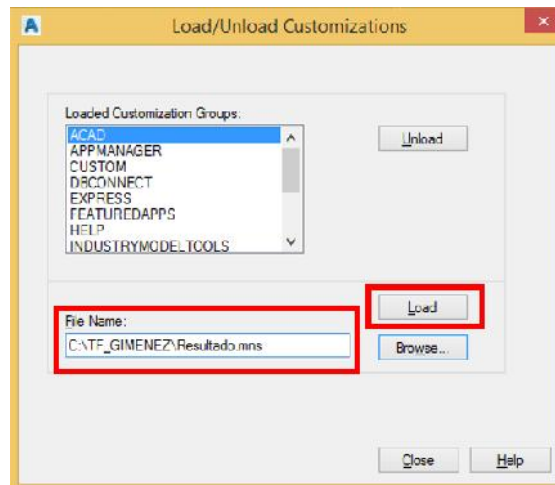 A
Load/Unload Customizations
Loaded Customization Groups:
ACAD
APPMANAGER
CUSTOM
DBCONNECT
EXPRESS
FEATUREDAPPS
HELP
INDUSTRYMODELTOOLS
Unload
Load
File Name:
C:\TF_GIMENEZ\Resultado.mns
Browse...
Close
Help